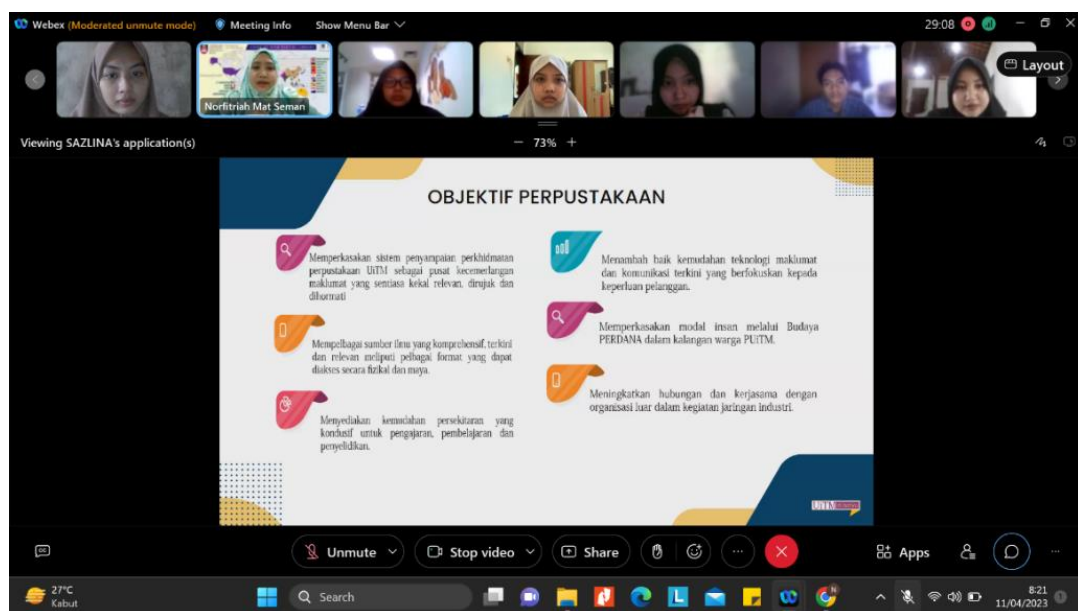 Webex (Moderated unmute mode)
Meeting Info
Show Menu Bar
29:08
Layout
Norfitriah Mat Seman
Viewing SAZLINA's application(s)
− 73% +
OBJEKTIF PERPUSTAKAAN
Memperkasakan sistem penyampaian perkhidmatan
perpustakaan UiTM sebagai pusat kecemerlangan
maklumat yang sentiasa kekal relevan, dirujuk dan
dihormati
Mempelbagai sumber ilmu yang komprehensif, terkini
dan relevan meliputi pelbagai format yang dapat
diakses secara fizikal dan maya.
Menyediakan kemudahan persekitaran yang
kondusif untuk pengajaran, pembelajaran dan
penyelidikan.
Menambah baik kemudahan teknologi maklumat
dan komunikasi terkini yang berfokuskan kepada
keperluan pelanggan.
Memperkasakan modal insan melalui Budaya
PERDANA dalam kalangan warga PUiTM.
Meningkatkan hubungan dan kerjasama dengan
organisasi luar dalam kegiatan jaringan industri.
UiTM
Unmute
Stop video
Share
Apps
27°C
Kabut
Search
8:21
11/04/2023